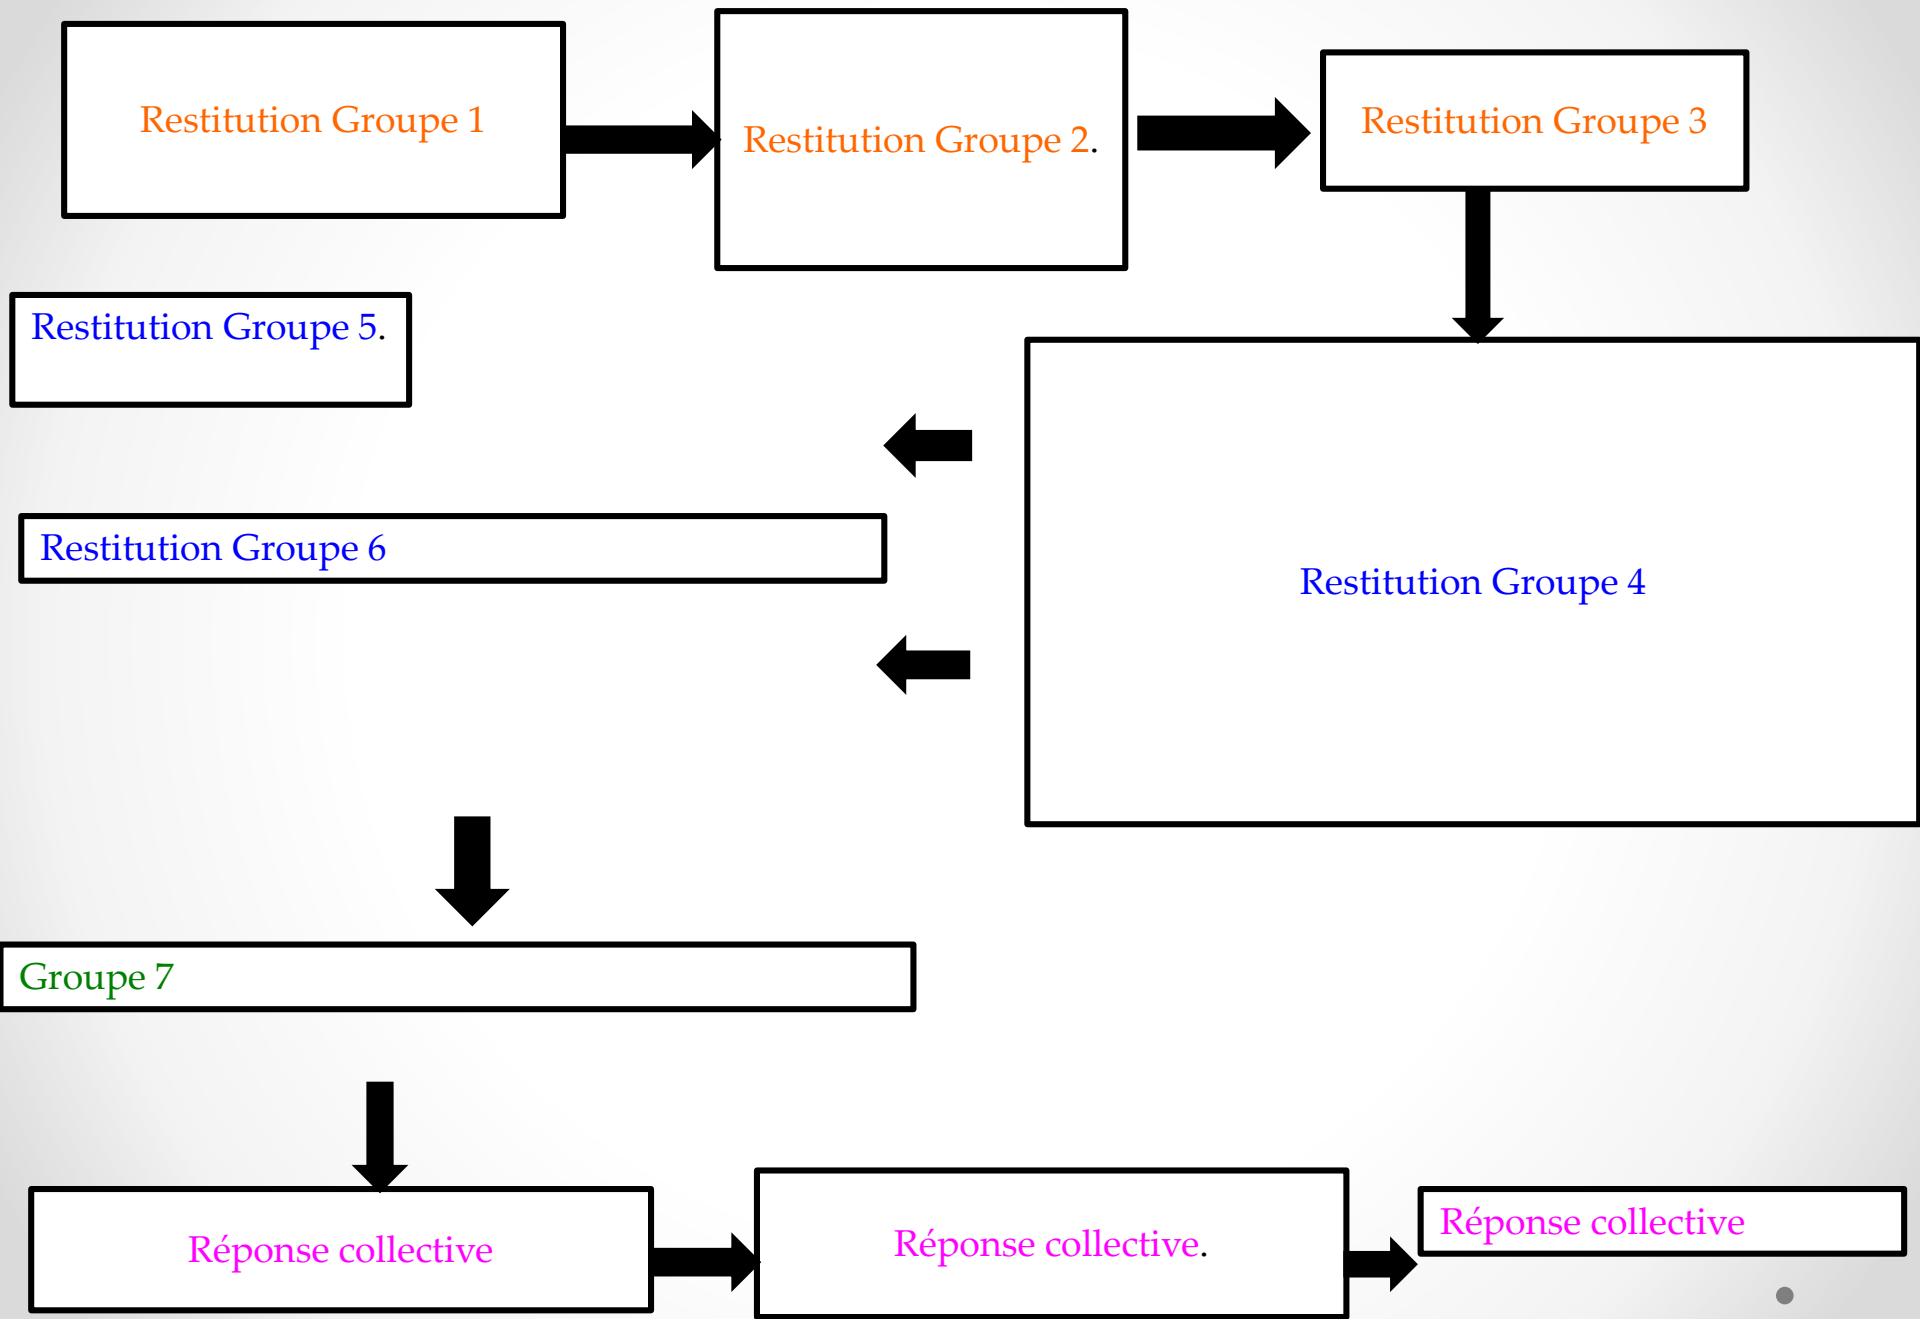 Restitution Groupe 1
Restitution Groupe 2.
Restitution Groupe 3
Restitution Groupe 5.
Restitution Groupe 6
Restitution Groupe 4
Groupe 7
Réponse collective
Réponse collective.
Réponse collective